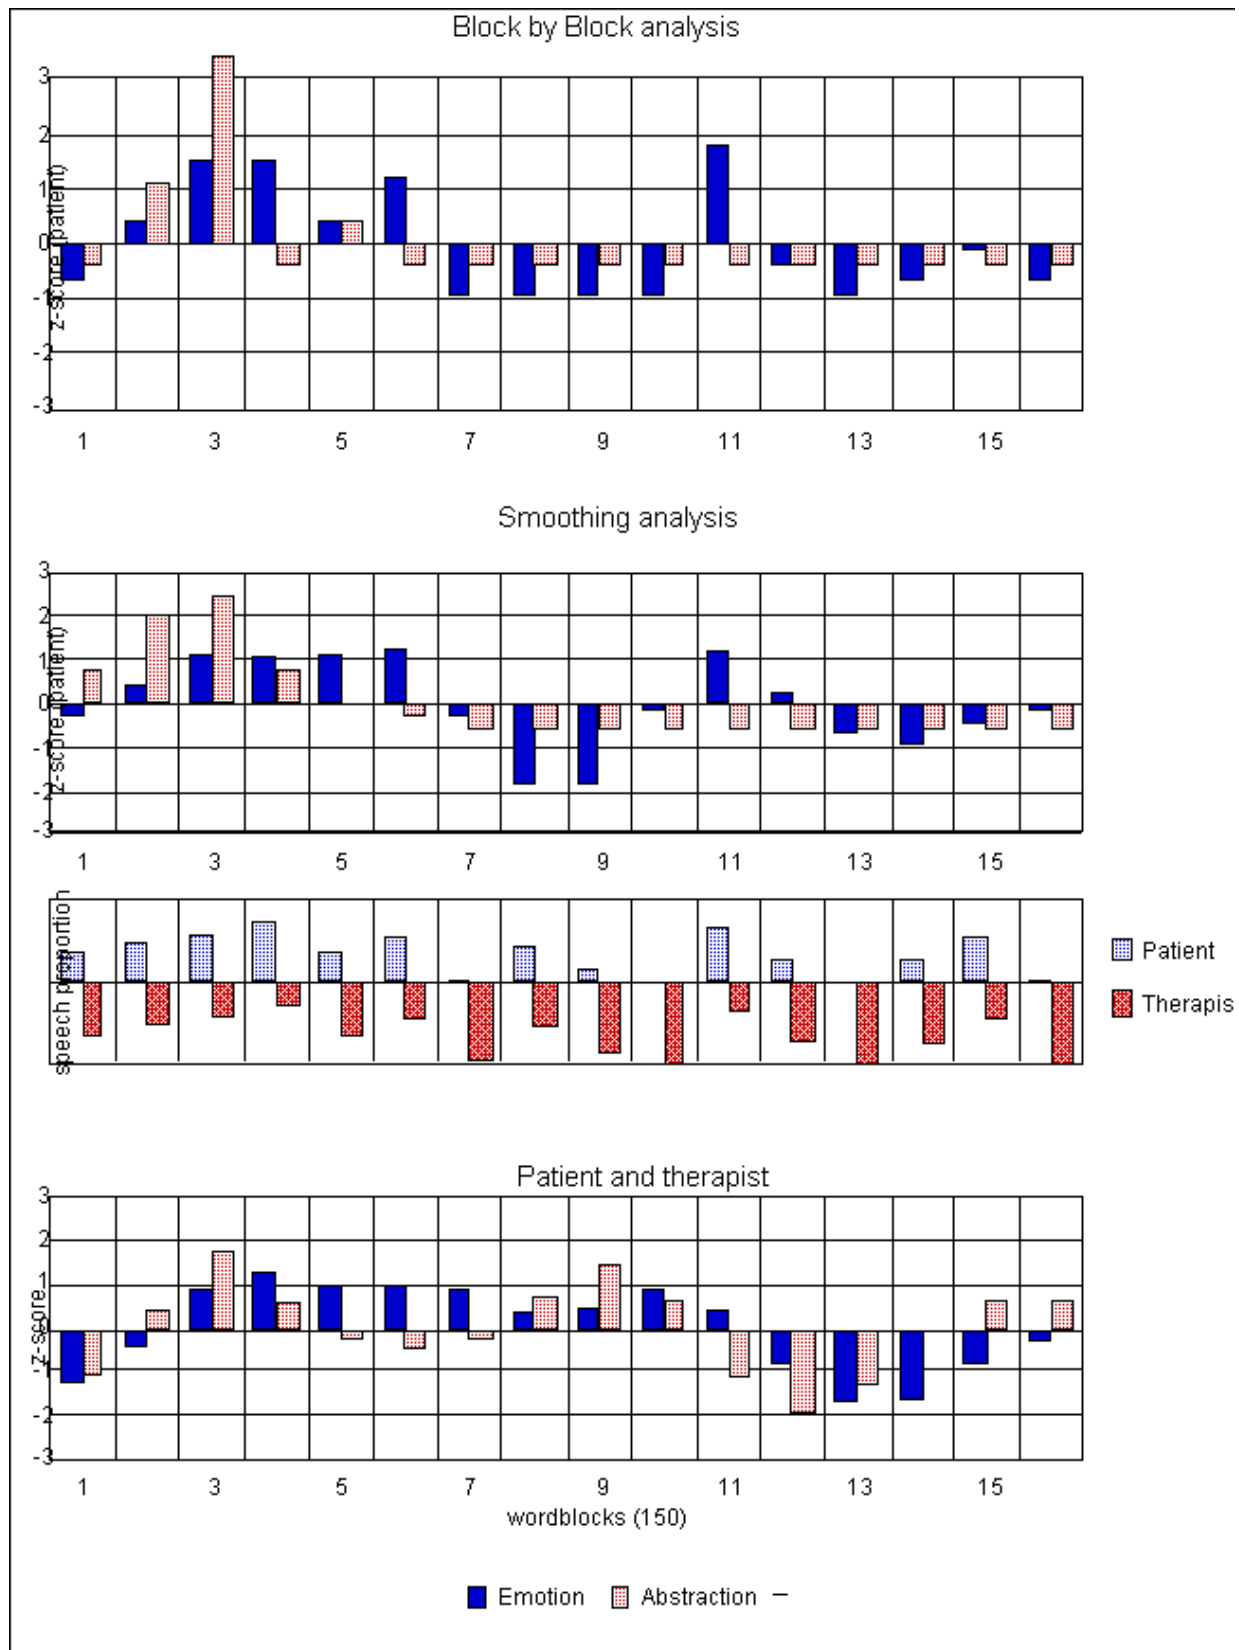 Block by Block analysis
3
2
1
0
-1
-2
-3
z-score (patient)
1 3 5 7 9 11 13 15
Smoothing analysis
3
2
1
0
-1
-2
-3
z-score (patient)
1 3 5 7 9 11 13 15
speech proportion
Patient
Therapis
Patient and therapist
3
2
1
0
-1
-2
-3
z-score
1 3 5 7 9 11 13 15
wordblocks (150)
Emotion Abstraction